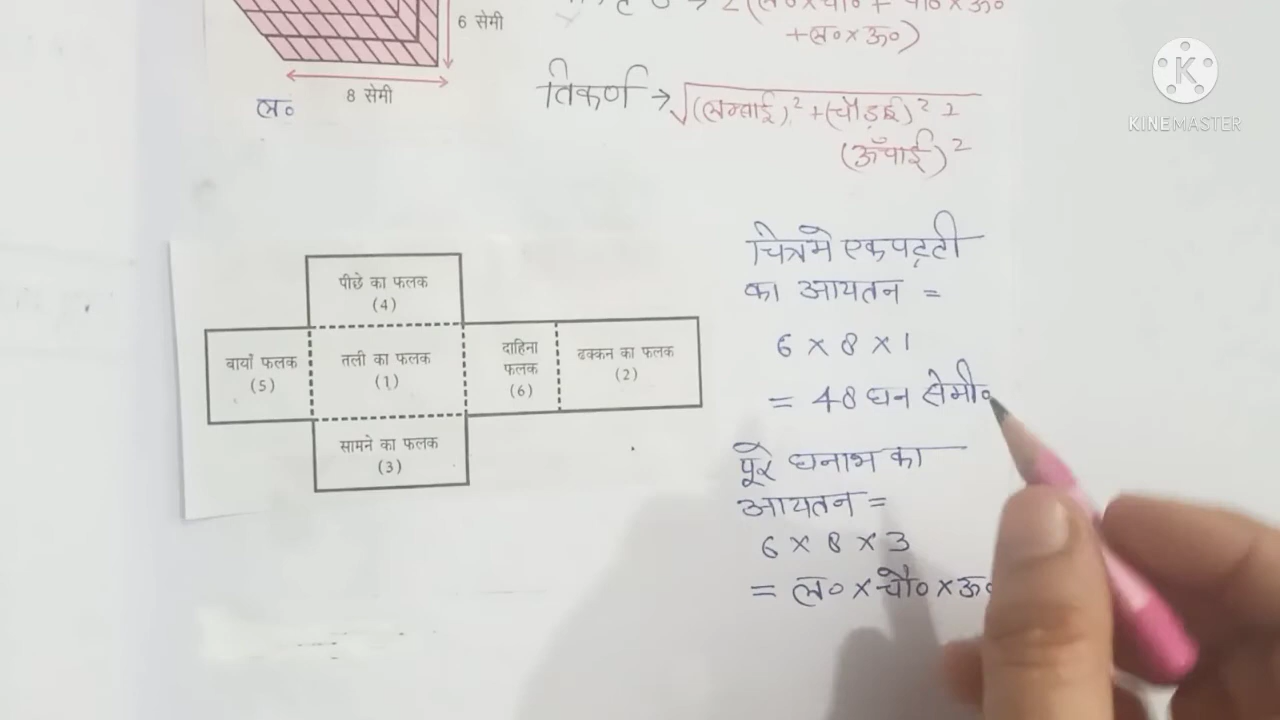 6 सेमी
+ल०×ऊ०)
8 सेमी
ल०
विकर्ण → √(लम्बाई)² + (चौड़ाई)² +
(ऊँचाई)²
KINEMASTER
चित्रमे एक पट्टी
का आयतन =
6 × 8 × 1
= 48 घन सेमी०
पूरे घनाभ का
आयतन =
6 × 8 × 3
= ल० × चौ० × ऊ०
पीछे का फलक
(4)
बायाँ फलक
(5)
तली का फलक
(1)
दाहिना
फलक
(6)
ढक्कन का फलक
(2)
सामने का फलक
(3)